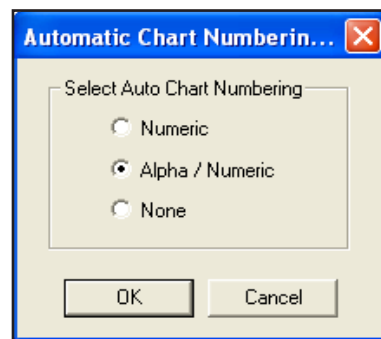 Automatic Chart Numberin...
Select Auto Chart Numbering
Numeric
Alpha / Numeric
None
OK Cancel